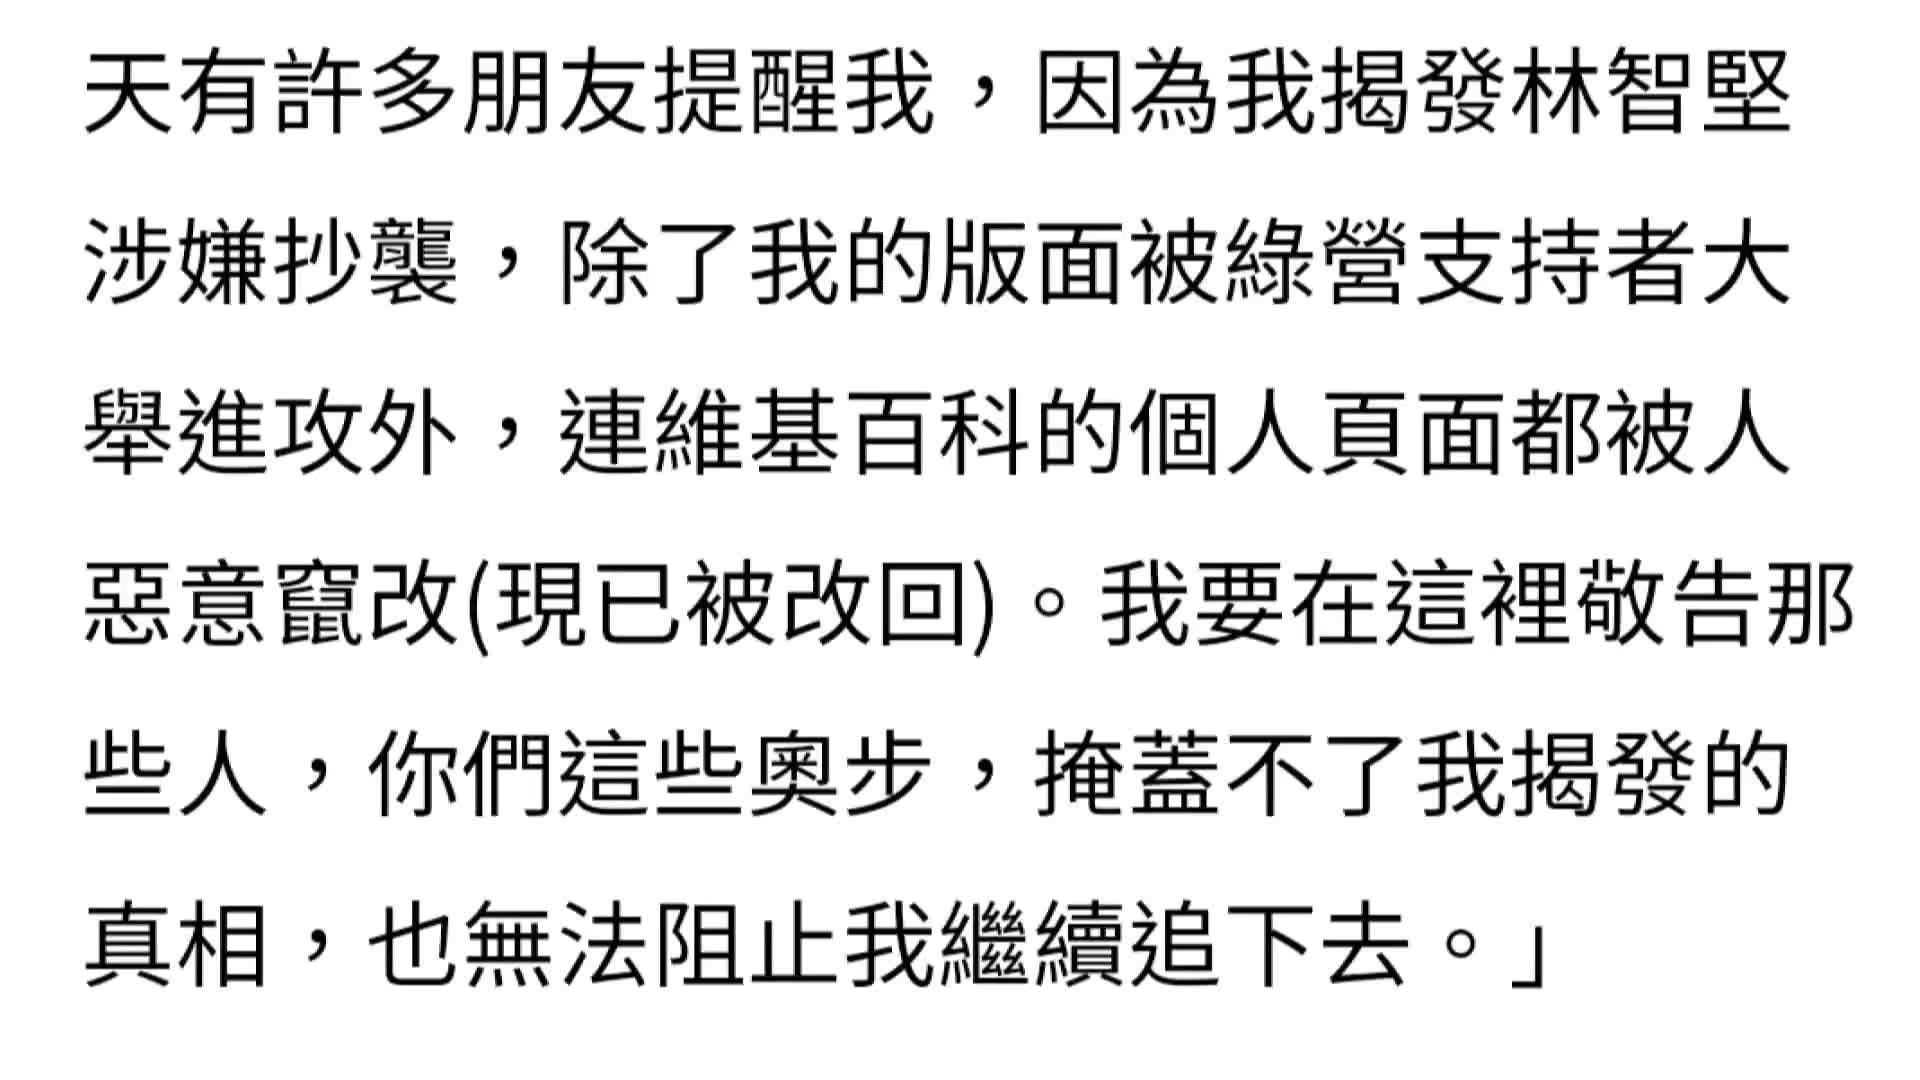 天有許多朋友提醒我，因為我揭發林智堅
涉嫌抄襲，除了我的版面被綠營支持者大
舉進攻外，連維基百科的個人頁面都被人
惡意竄改(現已被改回)。我要在這裡敬告那
些人，你們這些奧步，掩蓋不了我揭發的
真相，也無法阻止我繼續追下去。」